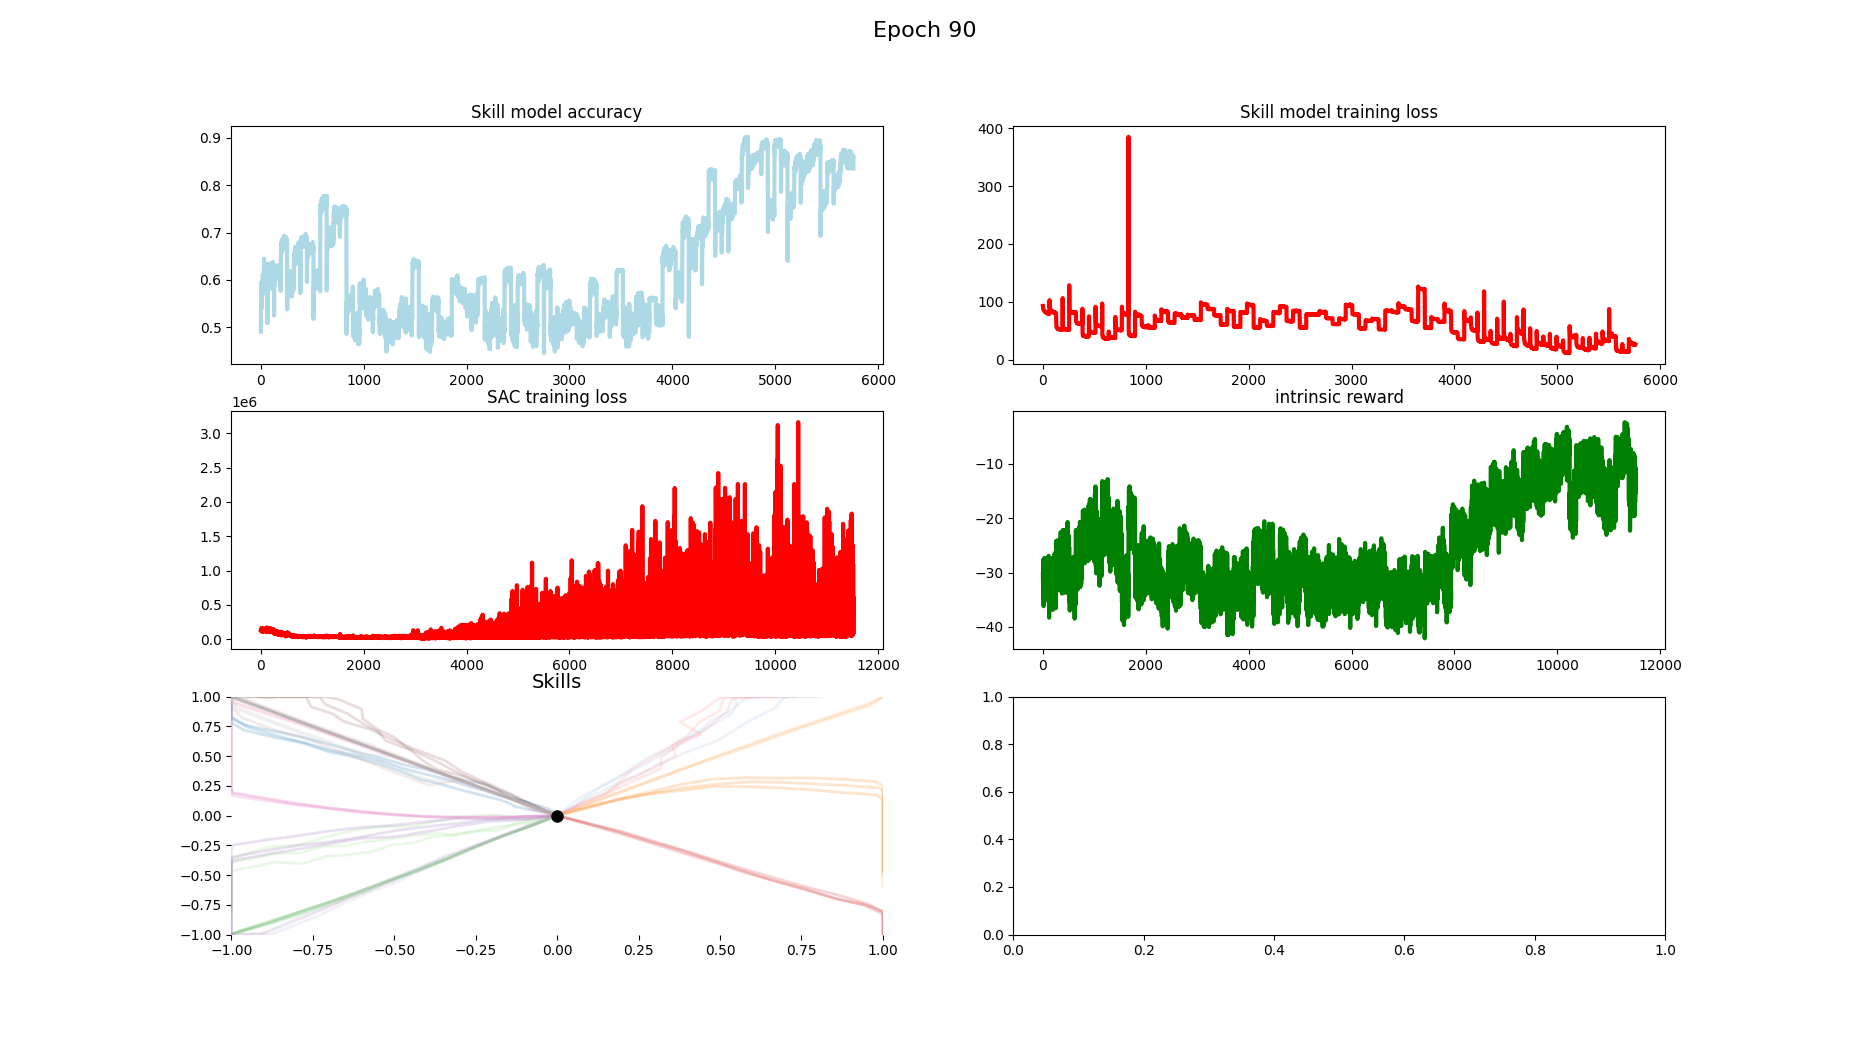 Epoch 90
Skill model accuracy
0.9
0.8
0.7
0.6
0.5
0 1000 2000 3000 4000 5000 6000
Skill model training loss
400
300
200
100
0
0 1000 2000 3000 4000 5000 6000
SAC training loss
1e6
3.0
2.5
2.0
1.5
1.0
0.5
0.0
0 2000 4000 6000 8000 10000 12000
intrinsic reward
−10
−20
−30
−40
0 2000 4000 6000 8000 10000 12000
Skills
1.00
0.75
0.50
0.25
0.00
−0.25
−0.50
−0.75
−1.00
−1.00 −0.75 −0.50 −0.25 0.00 0.25 0.50 0.75 1.00
1.0
0.8
0.6
0.4
0.2
0.0
0.0 0.2 0.4 0.6 0.8 1.0